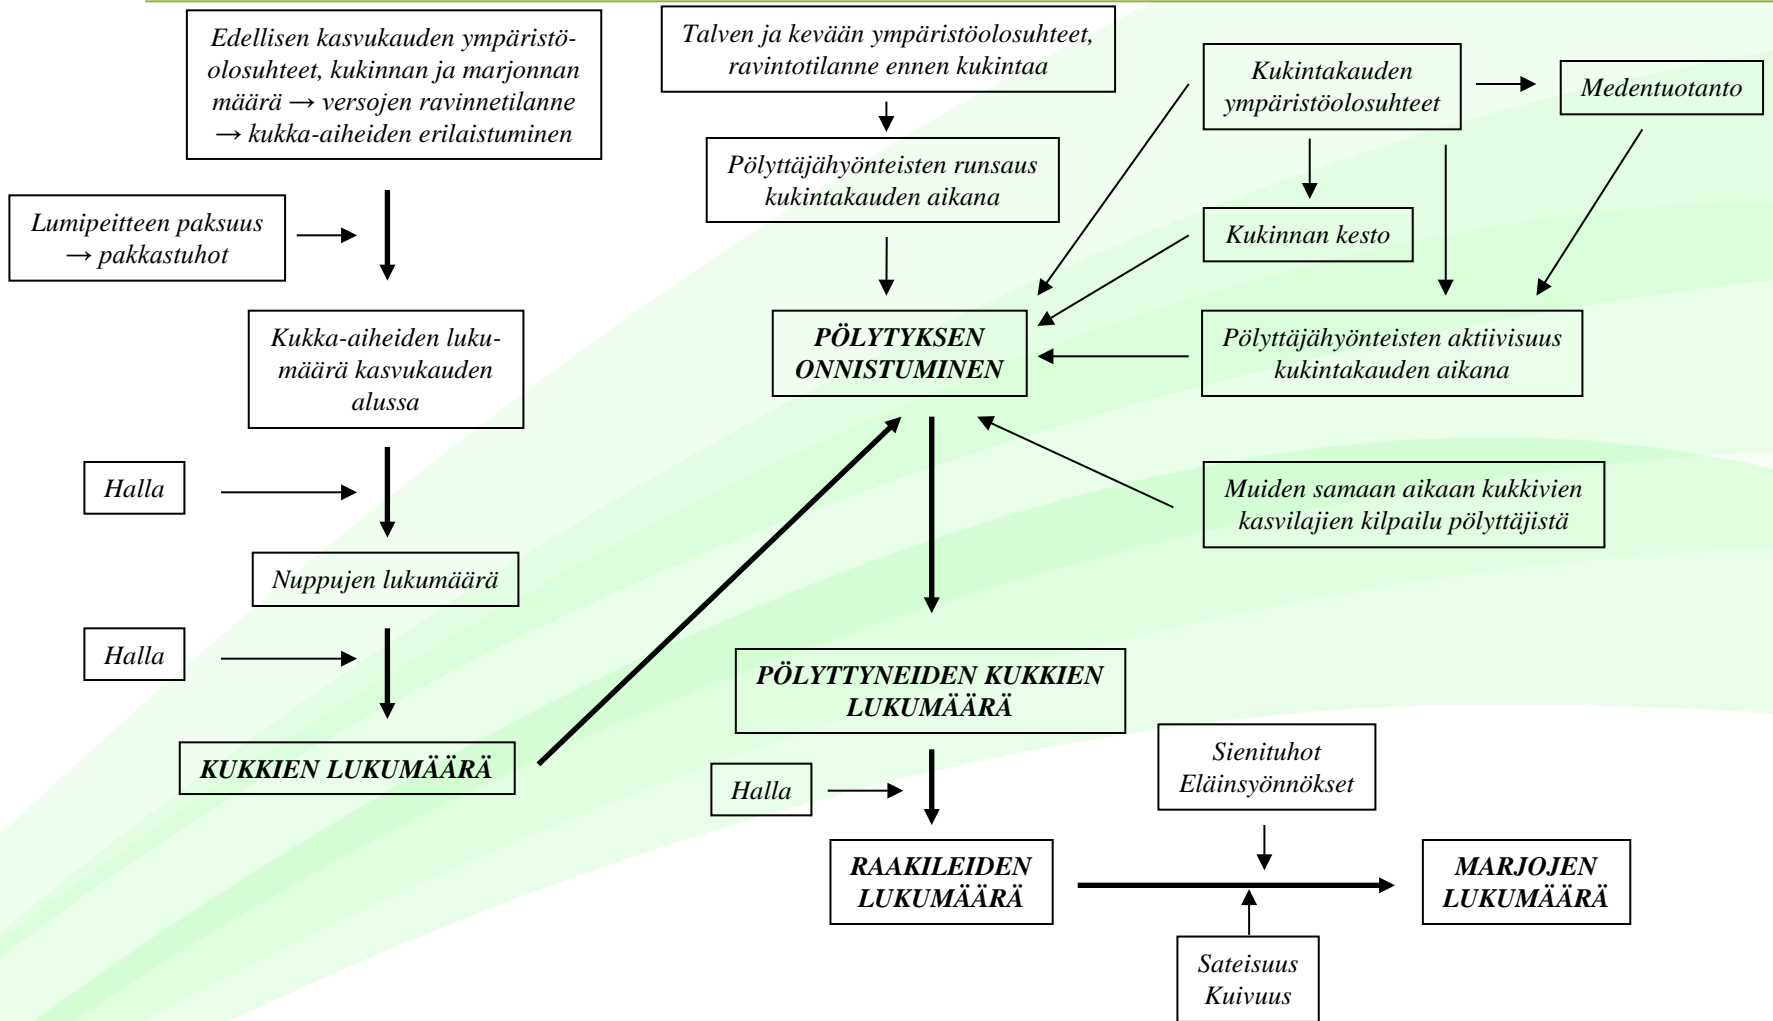 Edellisen kasvukauden ympäristö-
olosuhteet, kukinnan ja marjonnan
määrä → versojen ravinnetilanne
→ kukka-aiheiden erilaistuminen
Lumipeitteen paksuus
→ pakkastuhot
Kukka-aiheiden luku-
määrä kasvukauden
alussa
Halla
Nuppujen lukumäärä
Halla
KUKKIEN LUKUMÄÄRÄ
Talven ja kevään ympäristöolosuhteet,
ravintotilanne ennen kukintaa
Pölyttäjähyönteisten runsaus
kukintakauden aikana
PÖLYTYKSEN
ONNISTUMINEN
Kukintakauden
ympäristöolosuhteet
Medentuotanto
Kukinnan kesto
Pölyttäjähyönteisten aktiivisuus
kukintakauden aikana
Muiden samaan aikaan kukkivien
kasvilajien kilpailu pölyttäjistä
PÖLYTTYNEIDEN KUKKIEN
LUKUMÄÄRÄ
Halla
RAAKILEIDEN
LUKUMÄÄRÄ
Sienituhot
Eläinsyönnökset
Sateisuus
Kuivuus
MARJOJEN
LUKUMÄÄRÄ